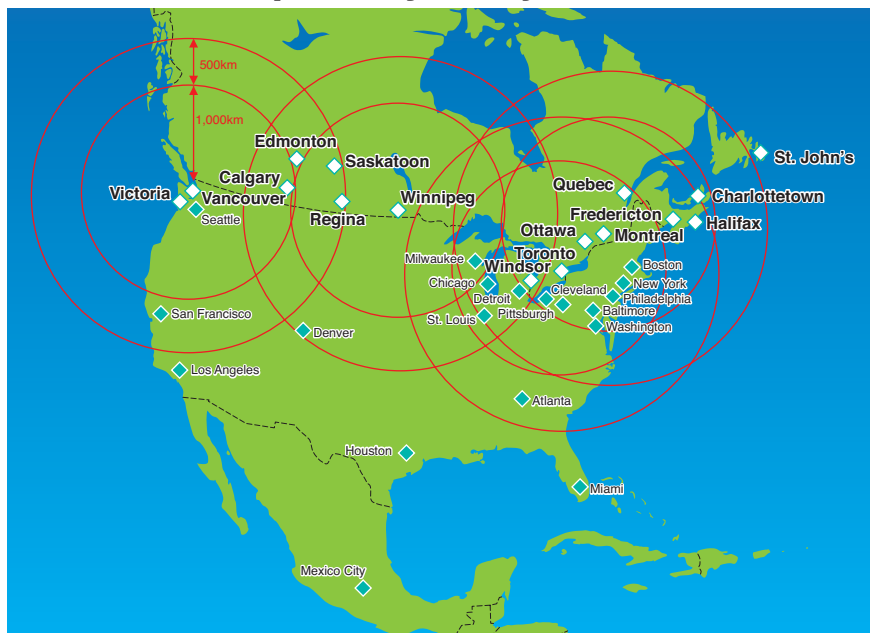 500km
1,000km
Edmonton
Saskatoon
St. John's
Calgary
Victoria
Vancouver
Seattle
Regina
Winnipeg
Quebec
Charlottetown
Fredericton
Halifax
Ottawa
Montreal
Toronto
Windsor
Milwaukee
Chicago
Detroit
Cleveland
Boston
New York
Philadelphia
Pittsburgh
Baltimore
St. Louis
Washington
San Francisco
Denver
Los Angeles
Atlanta
Houston
Miami
Mexico City